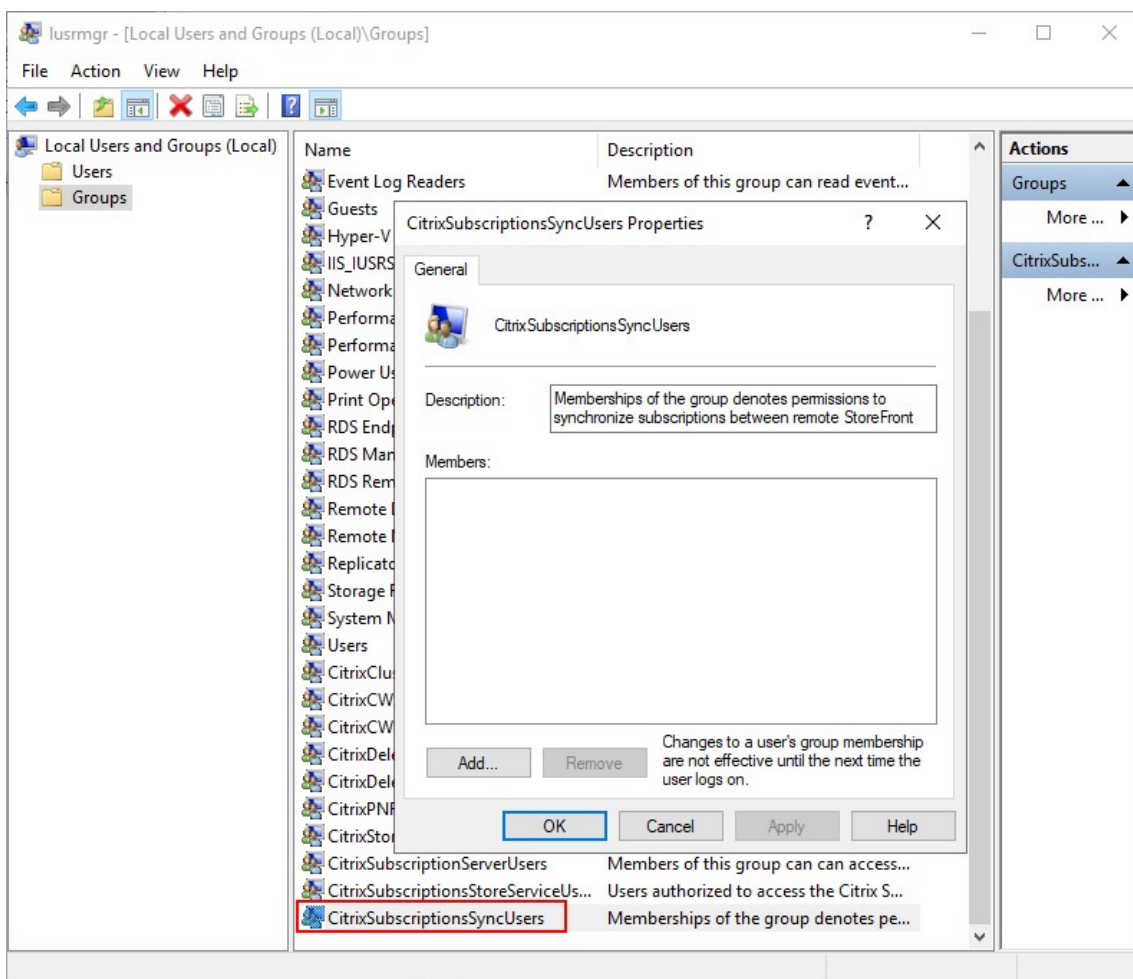 lusrmgr - [Local Users and Groups (Local)\Groups]
File Action View Help
Local Users and Groups (Local)
Users
Groups
Name Description
Event Log Readers Members of this group can read event...
Guests
Hyper-V
IIS_IUSRS
Network
Performa
Performa
Power Us
Print Ope
RDS Endp
RDS Man
RDS Rem
Remote
Remote
Replicato
Storage
System
Users
CitrixClus
CitrixCW
CitrixCW
CitrixDele
CitrixDele
CitrixPN
CitrixStor
CitrixSubscriptionServerUsers Members of this group can can access...
CitrixSubscriptionsStoreServiceUs... Users authorized to access the Citrix S...
CitrixSubscriptionsSyncUsers Memberships of the group denotes pe...
CitrixSubscriptionsSyncUsers Properties ?
General
CitrixSubscriptionsSyncUsers
Description: Memberships of the group denotes permissions to
synchronize subscriptions between remote StoreFront
Members:
Add... Remove
Changes to a user's group membership
are not effective until the next time the
user logs on.
OK Cancel Apply Help
Actions
Groups
More ...
CitrixSubs...
More ...